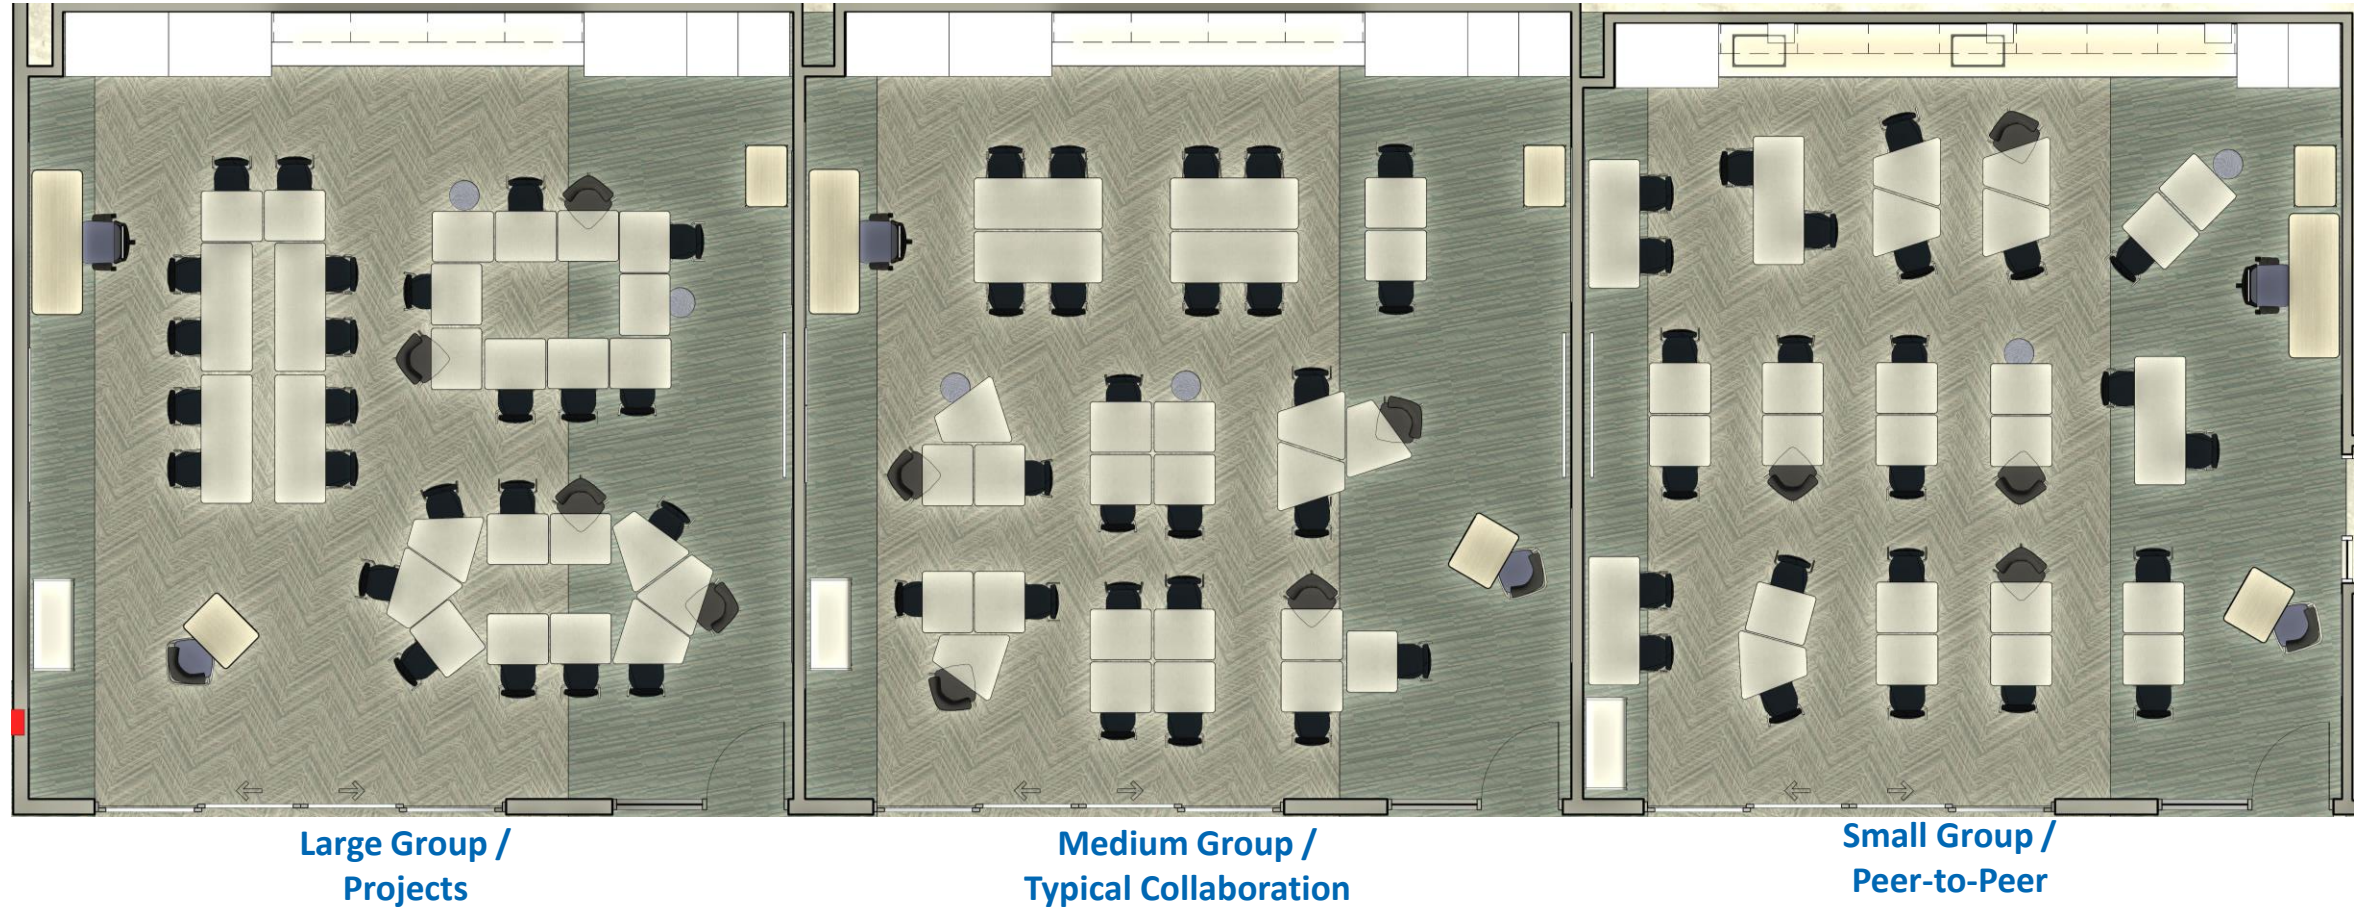 Large Group /
Projects
Medium Group /
Typical Collaboration
Small Group /
Peer-to-Peer